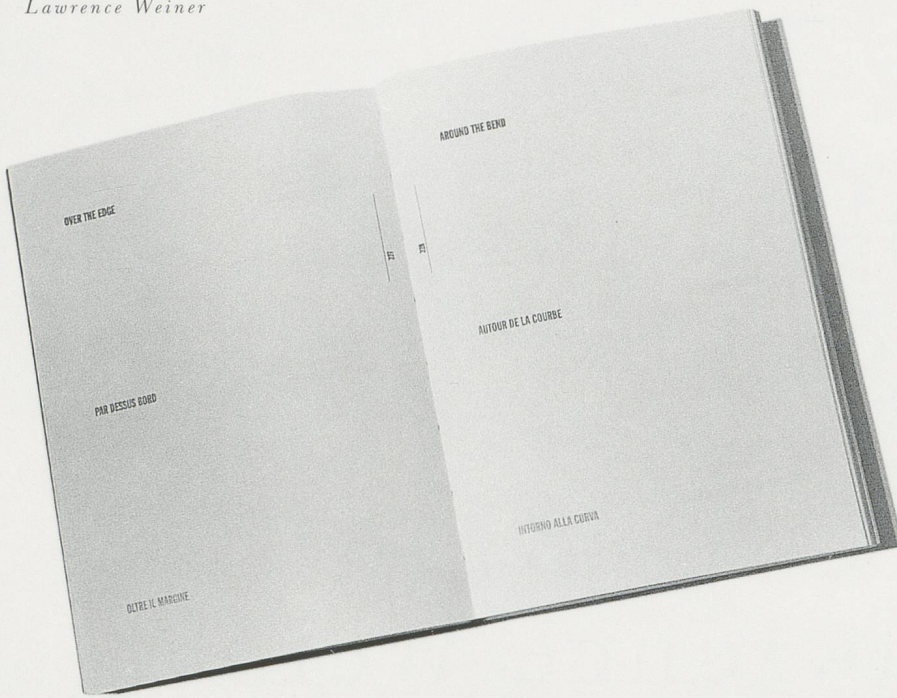 Lawrence Weiner
OVER THE EDGE
PAR DESSUS BORD
OLTRE IL MARGINE
AROUND THE BEND
AUTOUR DE LA COURBE
INTORNO ALLA CURVA